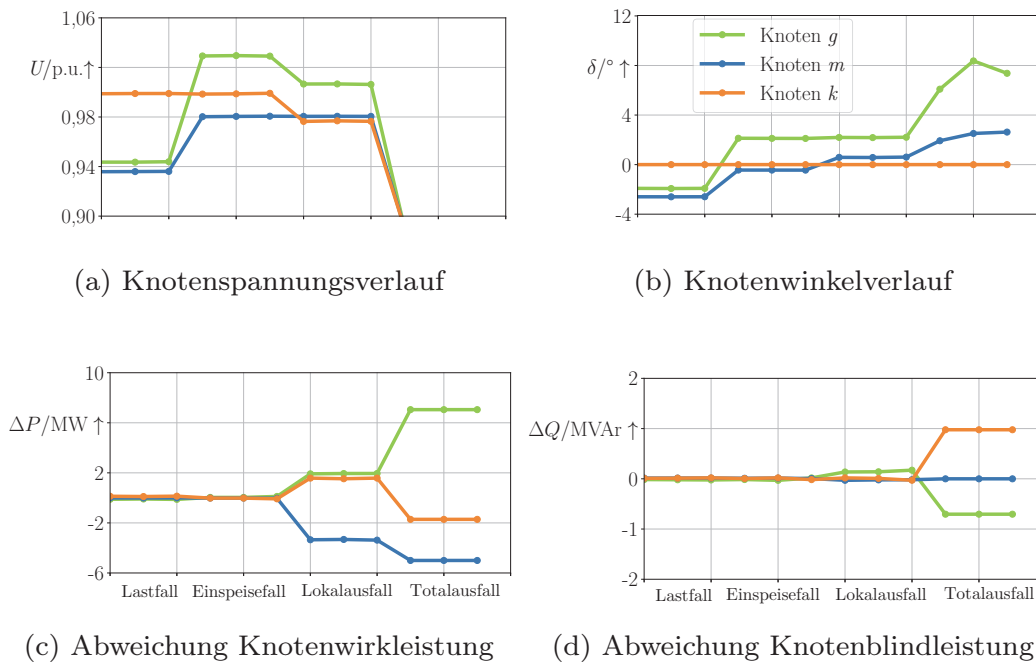 1,06
U/p.u.↑
0,98
0,94
0,90
(a) Knotenspannungsverlauf
12
δ/° ↑
4
0
-4
Knoten g
Knoten m
Knoten k
(b) Knotenwinkelverlauf
10
ΔP/MW ↑
2
-2
-6
Lastfall Einspeisefall Lokalausfall Totalausfall
(c) Abweichung Knotenwirkleistung
2
ΔQ/MVAr ↑
0
-1
-2
Lastfall Einspeisefall Lokalausfall Totalausfall
(d) Abweichung Knotenblindleistung